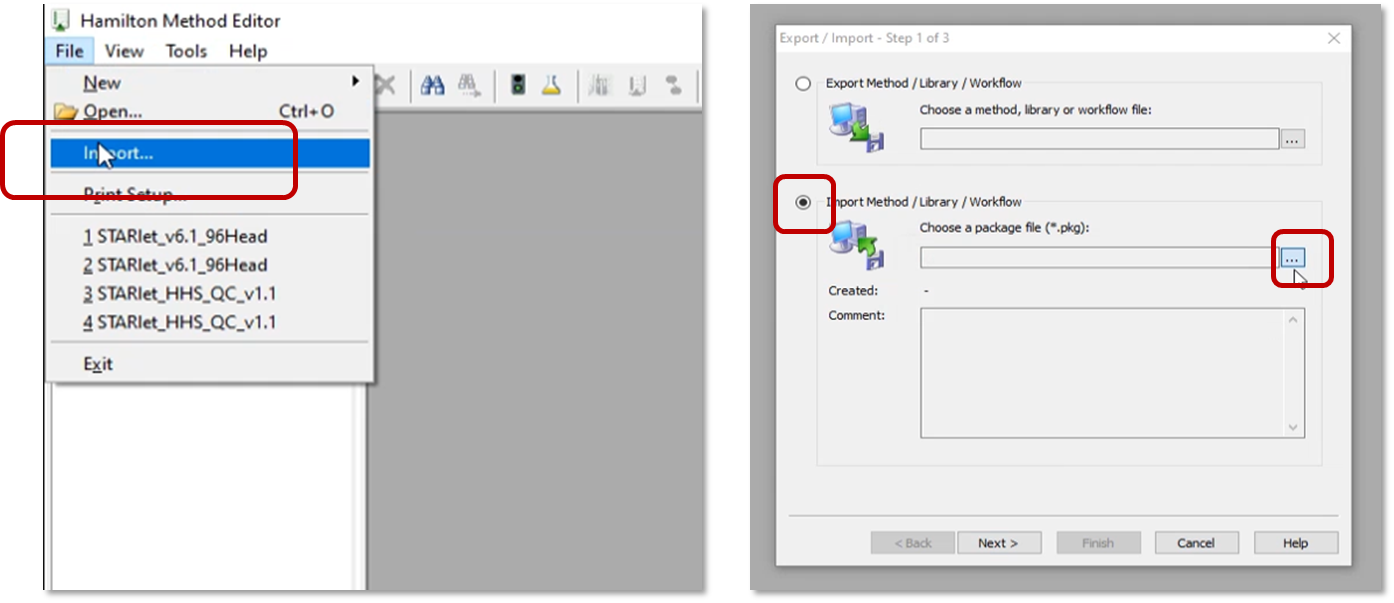 Hamilton Method Editor
File View Tools Help
New
Open... Ctrl+O
Import...
Print Setup...
1 STARlet_v6.1_96Head
2 STARlet_v6.1_96Head
3 STARlet_HHS_QC_v1.1
4 STARlet_HHS_QC_v1.1
Exit
Export / Import - Step 1 of 3
Export Method / Library / Workflow
Choose a method, library or workflow file:
...
Import Method / Library / Workflow
Choose a package file (*.pkg):
...
Created: -
Comment:
< Back Next > Finish Cancel Help